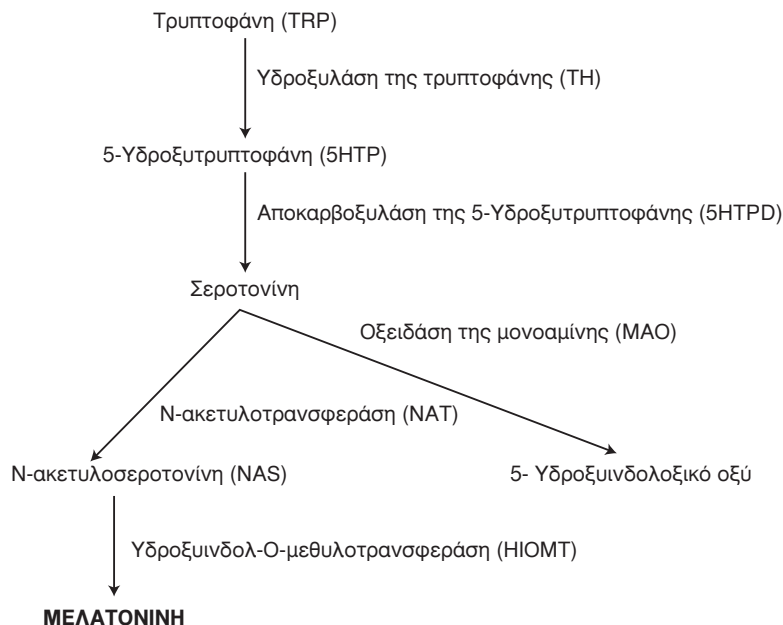 Τρυπτοφάνη (TRP)
Υδροξυλάση της τρυπτοφάνης (TH)
5-Υδροξυτρυπτοφάνη (5HTP)
Αποκαρβοξυλάση της 5-Υδροξυτρυπτοφάνης (5HTPD)
Σεροτονίνη
Οξειδάση της μονοαμίνης (MAO)
Ν-ακετυλοτρανσφεράση (NAT)
Ν-ακετυλοσεροτονίνη (NAS)
5- Υδροξυινδολοξικό οξύ
Υδροξυινδολ-Ο-μεθυλοτρανσφεράση (HIOMT)
ΜΕΛΑΤΟΝΙΝΗ